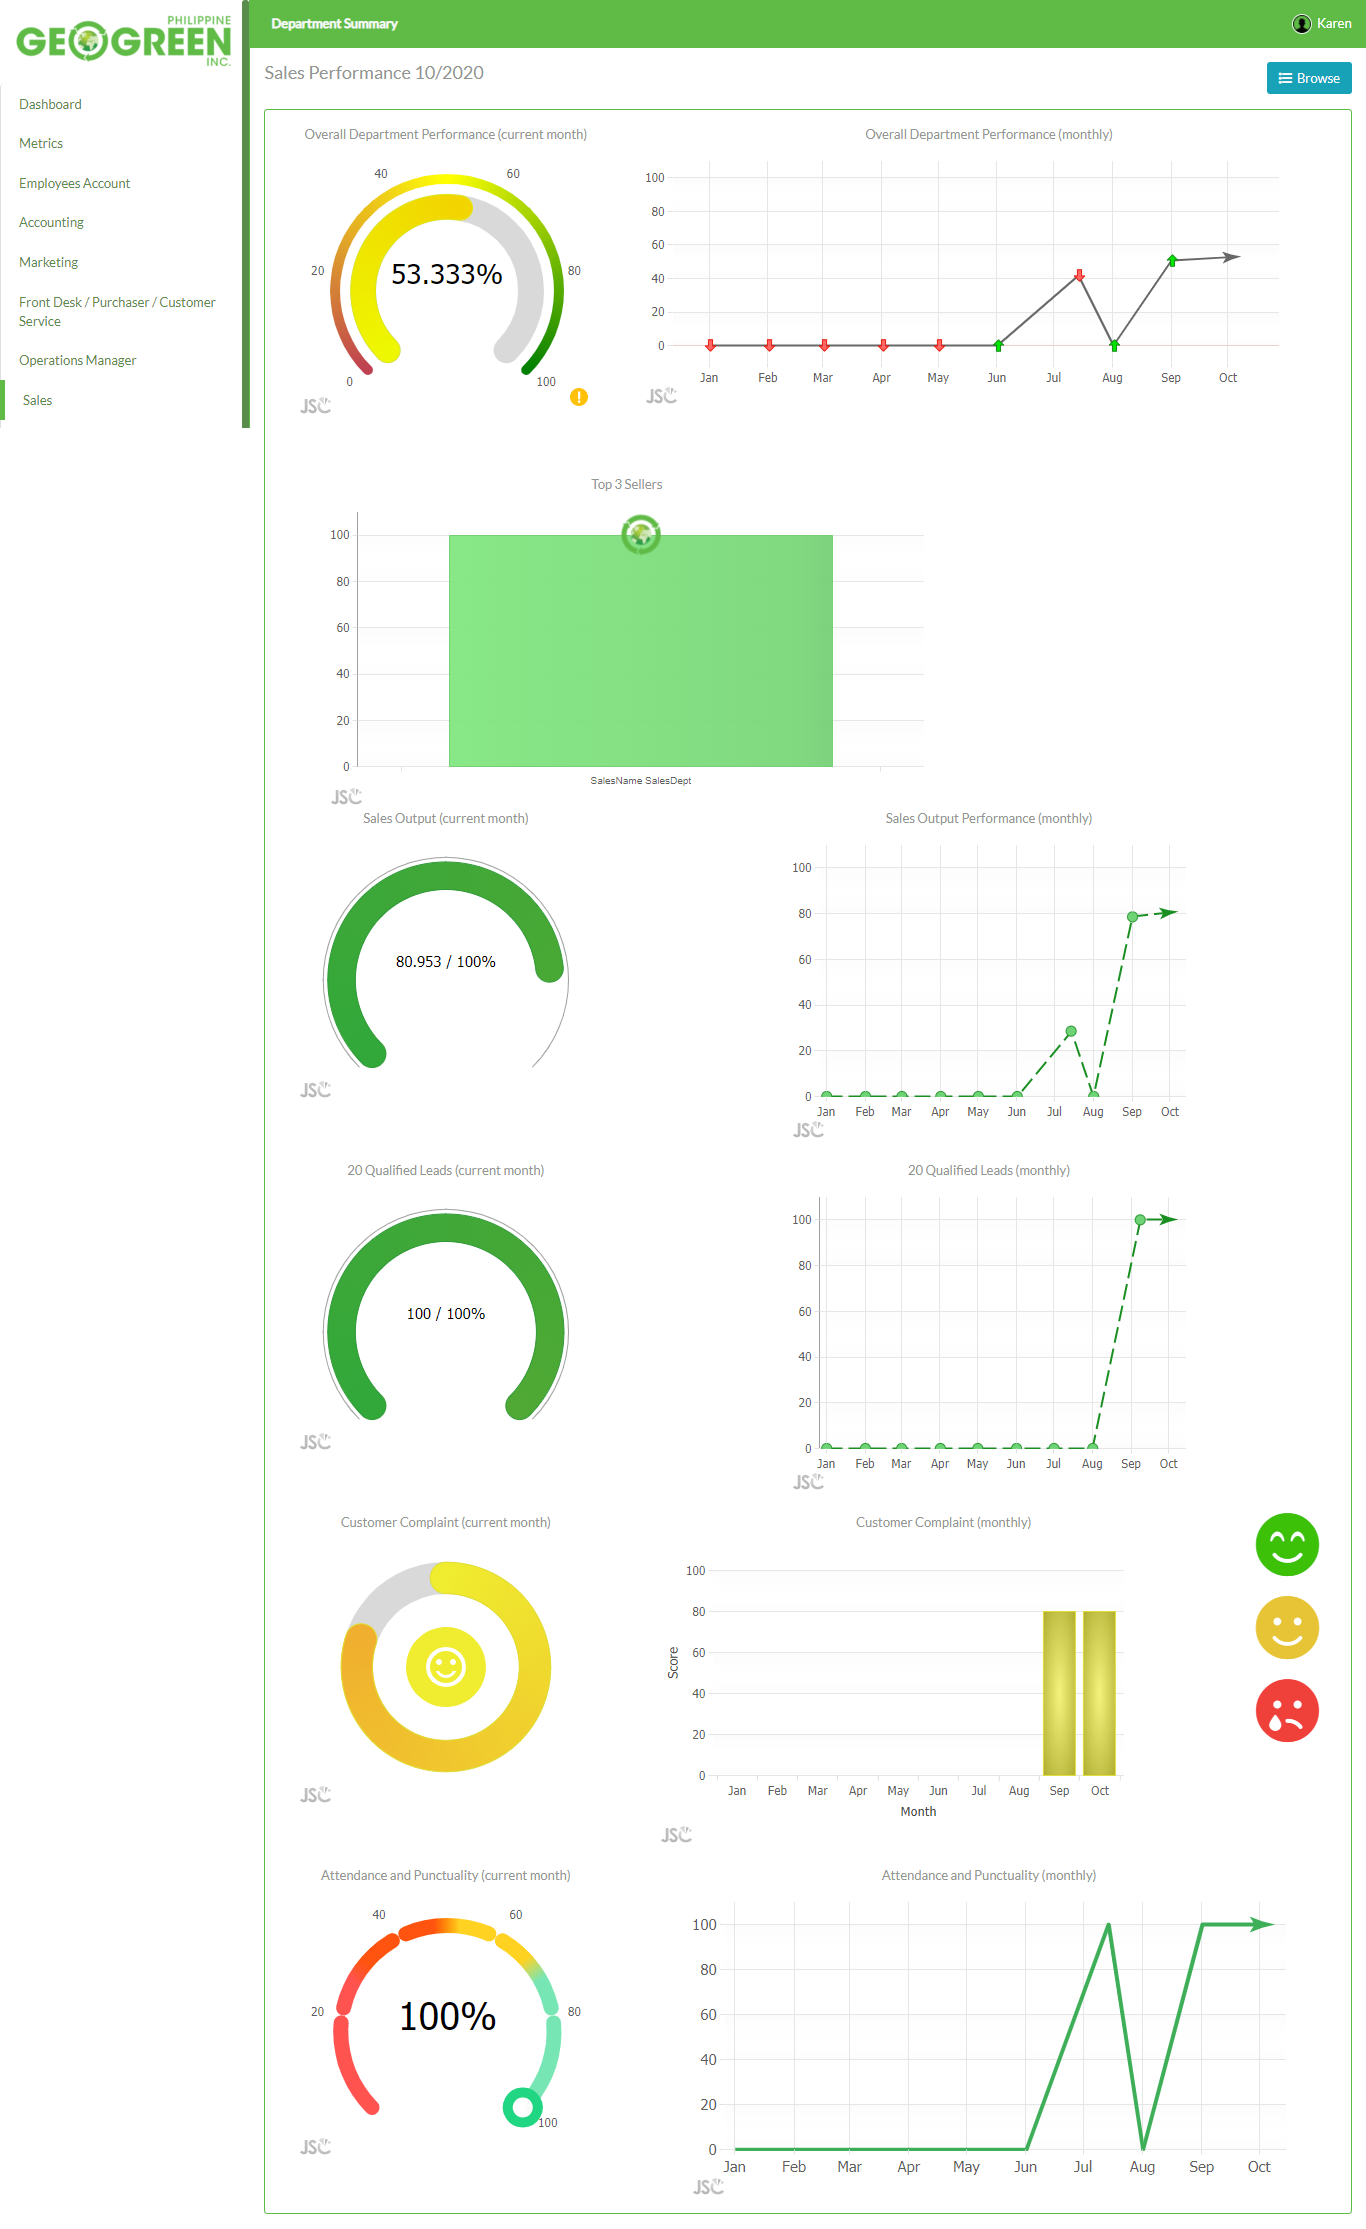 PHILIPPINE
GEOGREEN
INC.
Department Summary
Karen
Sales Performance 10/2020
Browse
Dashboard
Metrics
Employees Account
Accounting
Marketing
Front Desk / Purchaser / Customer
Service
Operations Manager
Sales
Overall Department Performance (current month)
40
60
20
80
53.333%
0
100
JSC
Overall Department Performance (monthly)
100
80
60
40
20
0
Jan Feb Mar Apr May Jun Jul Aug Sep Oct
JSC
Top 3 Sellers
100
80
60
40
20
0
SalesName SalesDept
JSC
Sales Output (current month)
80.953 / 100%
JSC
Sales Output Performance (monthly)
100
80
60
40
20
0
Jan Feb Mar Apr May Jun Jul Aug Sep Oct
JSC
20 Qualified Leads (current month)
100 / 100%
JSC
20 Qualified Leads (monthly)
100
80
60
40
20
0
Jan Feb Mar Apr May Jun Jul Aug Sep Oct
JSC
Customer Complaint (current month)
JSC
Customer Complaint (monthly)
100
80
60
40
20
0
Score
Jan Feb Mar Apr May Jun Jul Aug Sep Oct
Month
JSC
Attendance and Punctuality (current month)
40
60
20
80
100%
100
JSC
Attendance and Punctuality (monthly)
100
80
60
40
20
0
Jan Feb Mar Apr May Jun Jul Aug Sep Oct
JSC